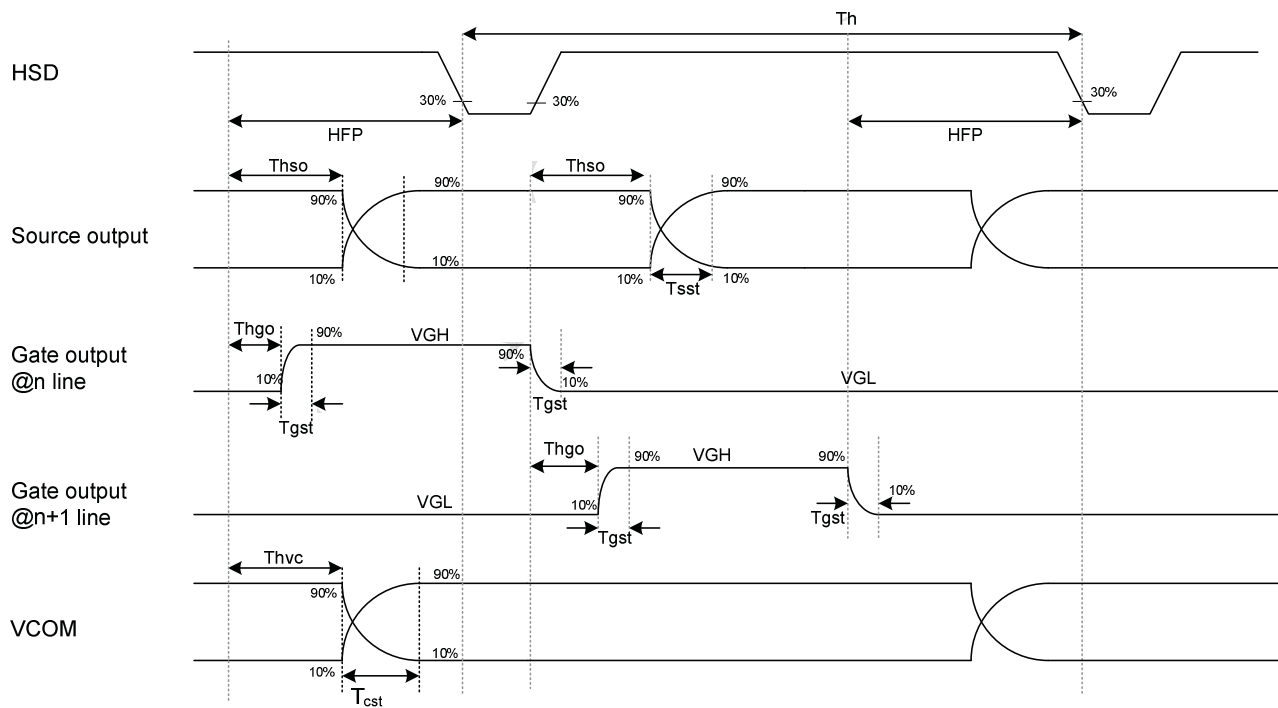 Th
HSD
30%
30%
30%
HFP
HFP
Thso
Thso
90%
90%
90%
90%
Source output
10%
10%
10%
10%
Tsst
Thgo
90%
VGH
90%
Gate output
@n line
10%
10%
VGL
Tgst
Tgst
Thgo
90%
VGH
90%
Gate output
@n+1 line
VGL
10%
10%
Tgst
Tgst
Thvc
90%
90%
VCOM
10%
10%
Tcst